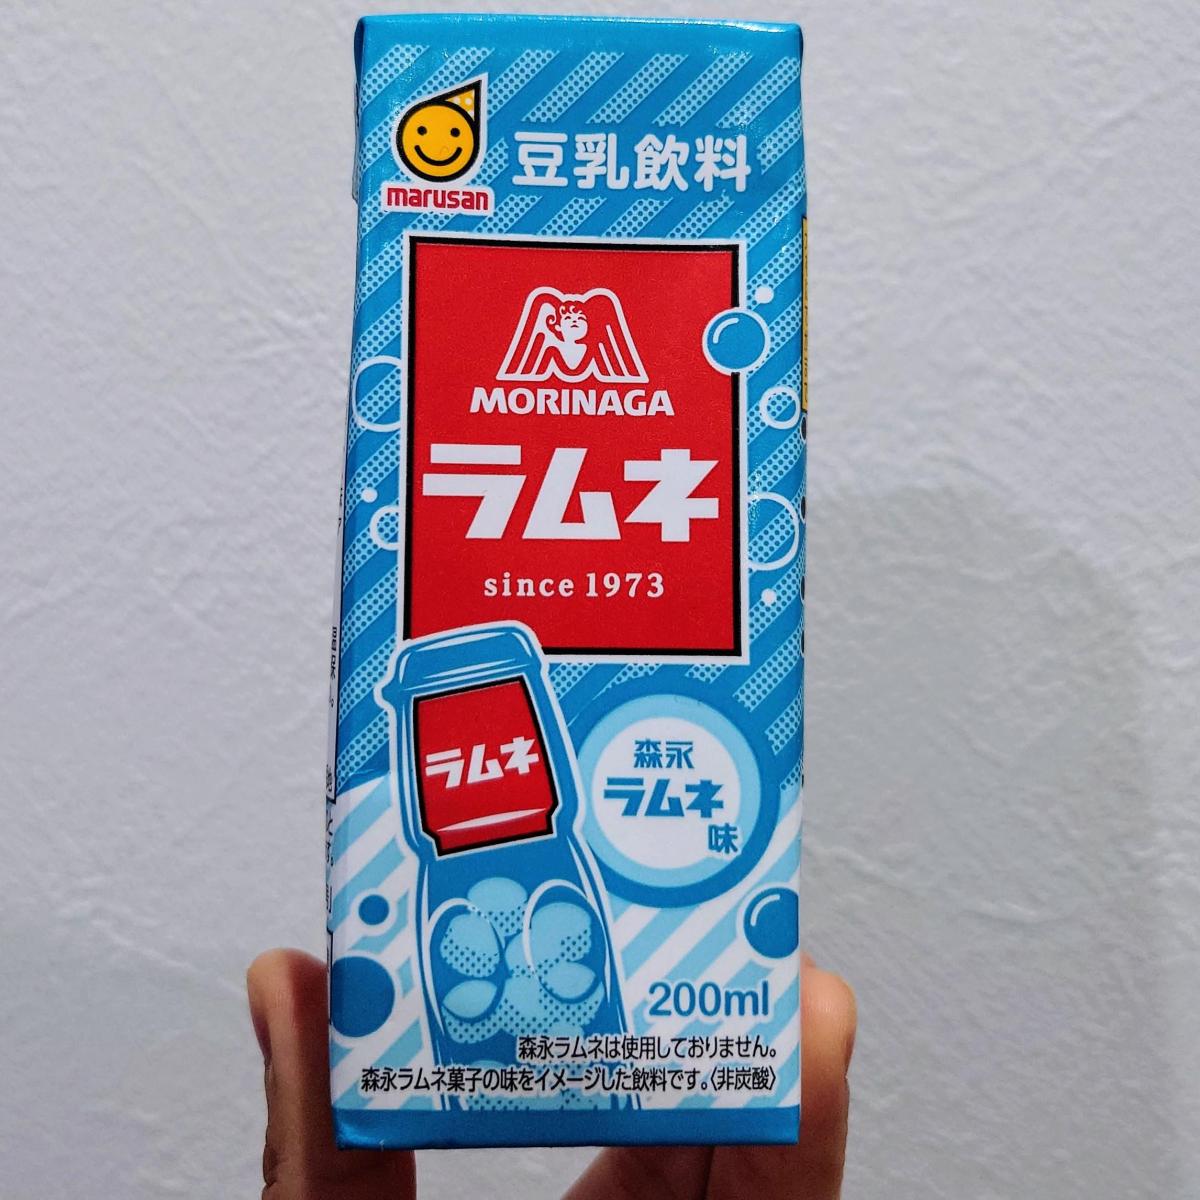 marusan
豆乳飲料
MORINAGA
ラムネ
since 1973
ラムネ
森永
ラムネ
味
200ml
森永ラムネは使用しておりません。
森永ラムネ菓子の味をイメージした飲料です。〈非炭酸〉